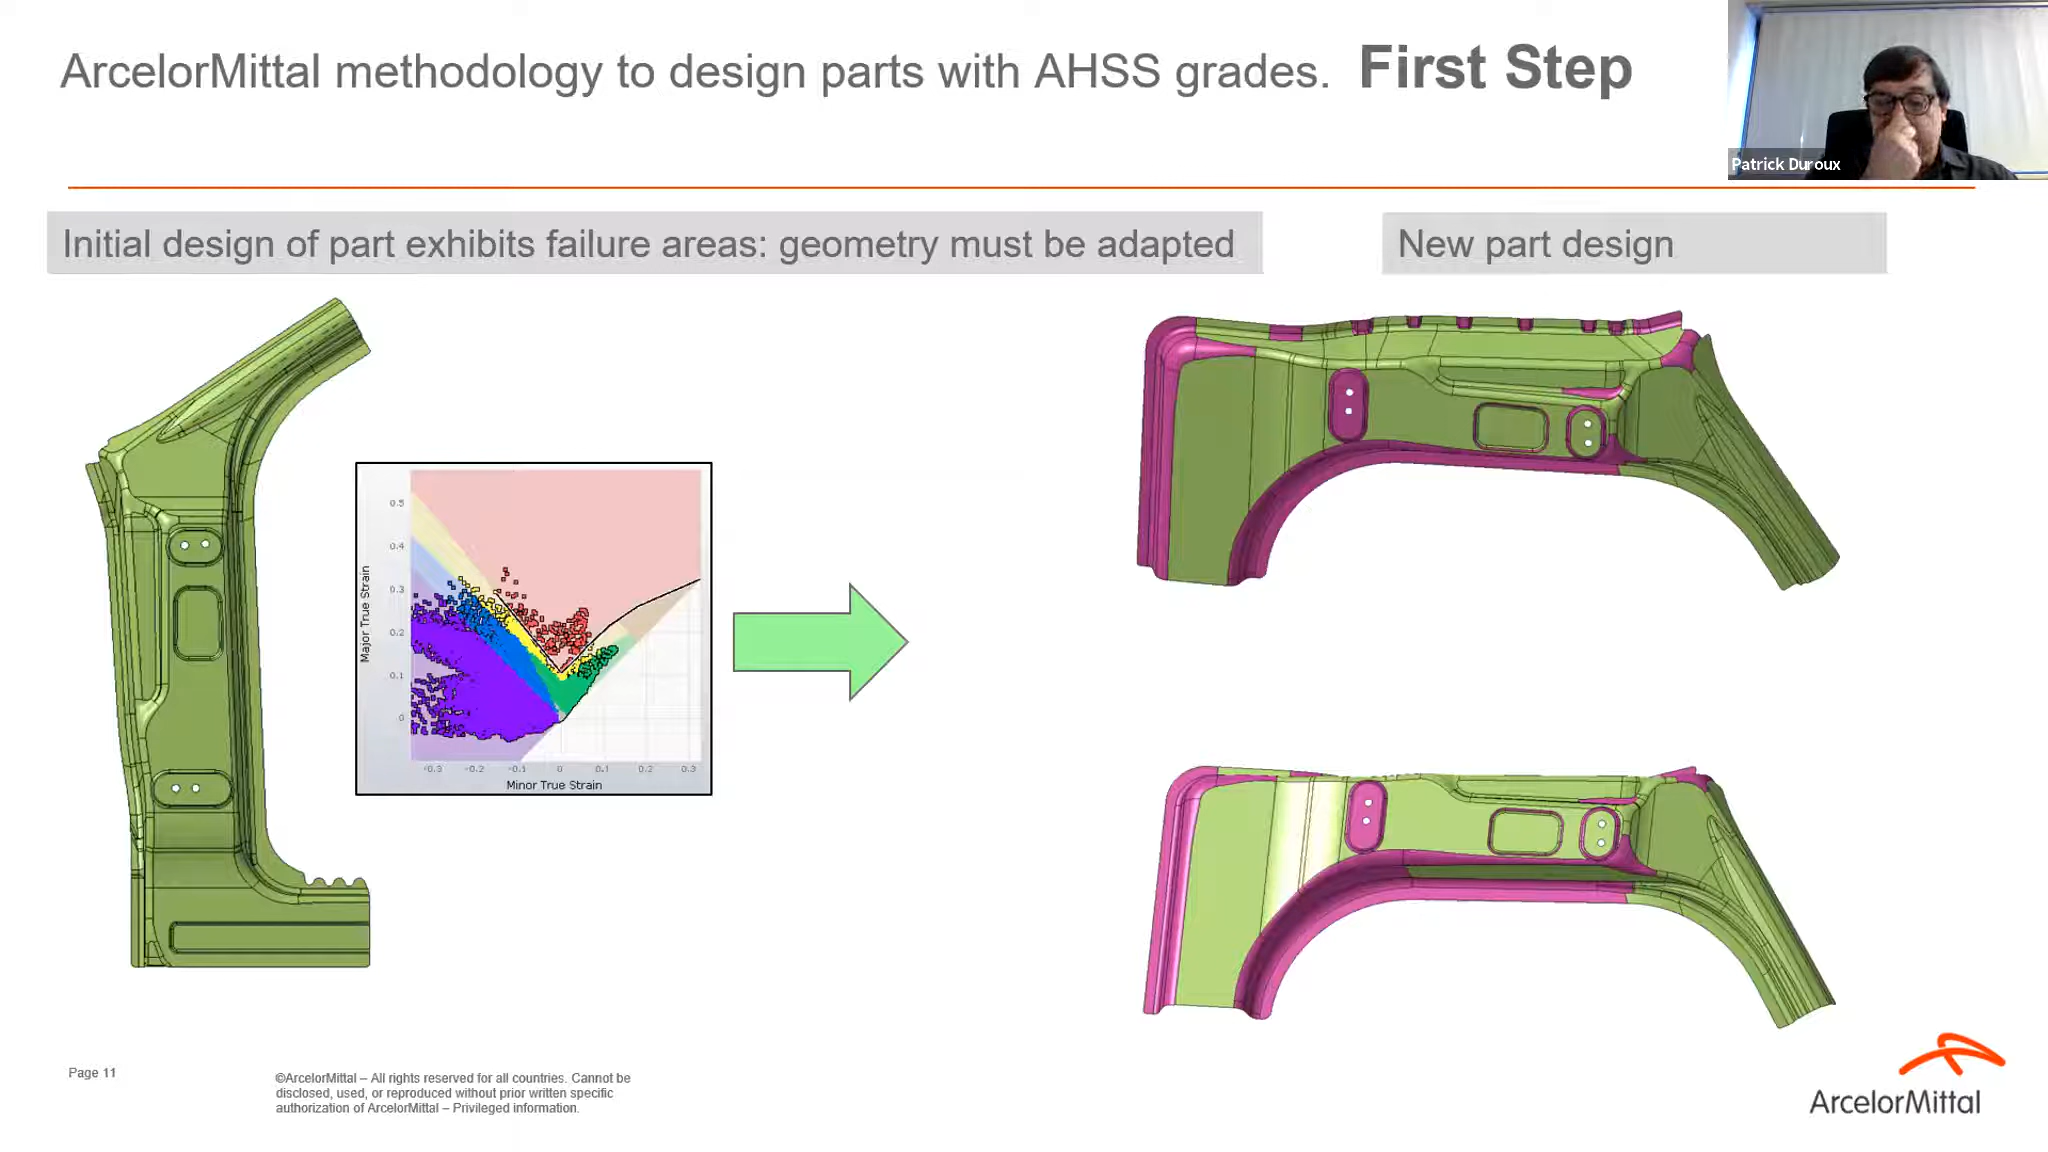 ArcelorMittal methodology to design parts with AHSS grades. First Step
Patrick Duroux
Initial design of part exhibits failure areas: geometry must be adapted
New part design
Major True Strain
0.5
0.4
0.3
0.2
0.1
0
-0.3 -0.2 -0.1 0 0.1 0.2 0.3
Minor True Strain
Page 11
©ArcelorMittal – All rights reserved for all countries. Cannot be
disclosed, used, or reproduced without prior written specific
authorization of ArcelorMittal – Privileged information.
ArcelorMittal